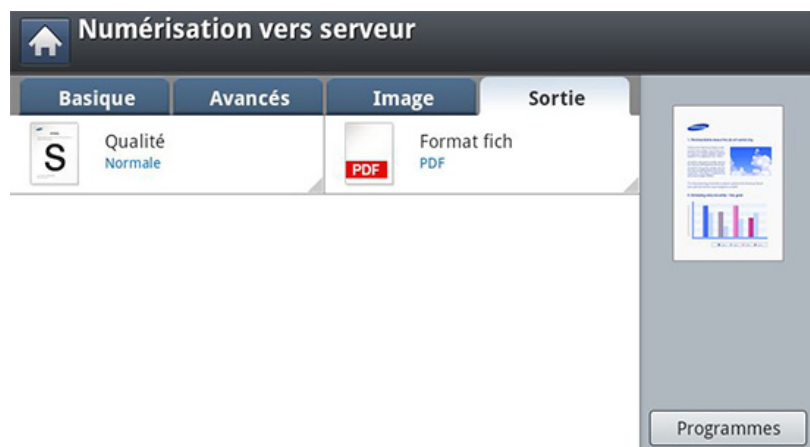 Numérisation vers serveur
Basique
Avancés
Image
Sortie
S
Qualité
Normale
PDF
Format fich
PDF
Programmes